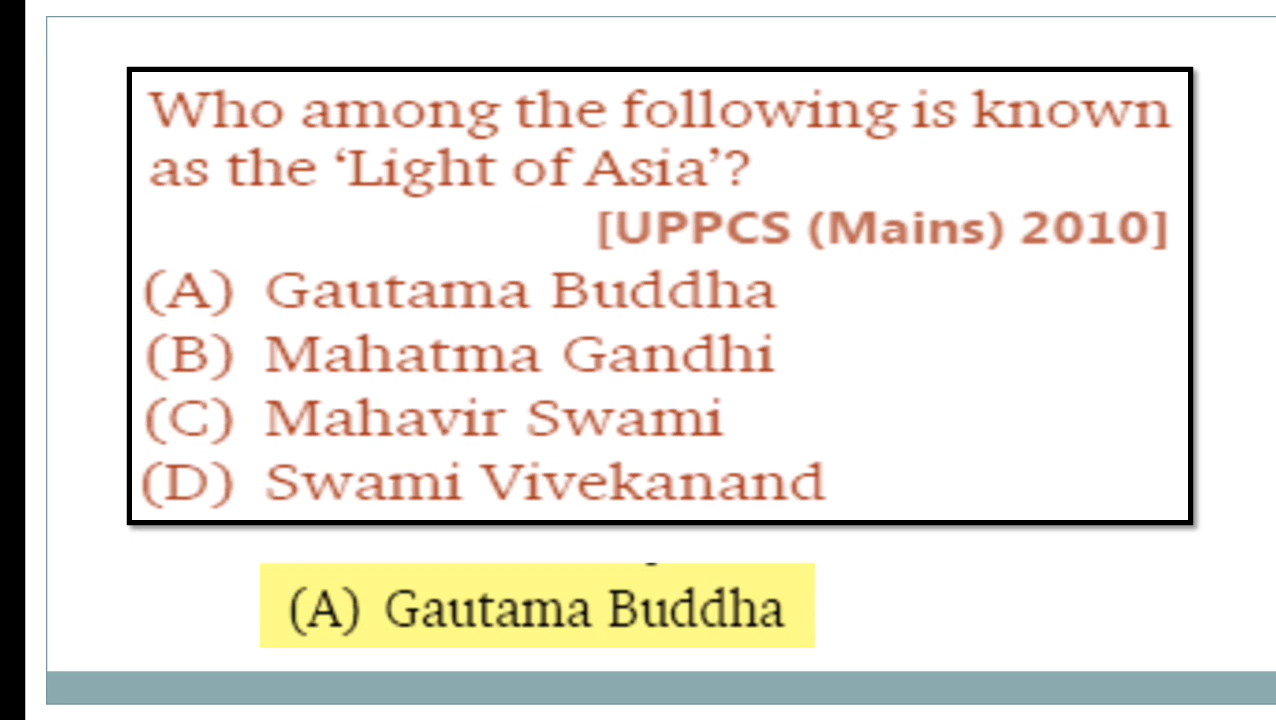 Who among the following is known
as the ‘Light of Asia’?
[UPPCS (Mains) 2010]
(A) Gautama Buddha
(B) Mahatma Gandhi
(C) Mahavir Swami
(D) Swami Vivekanand
(A) Gautama Buddha